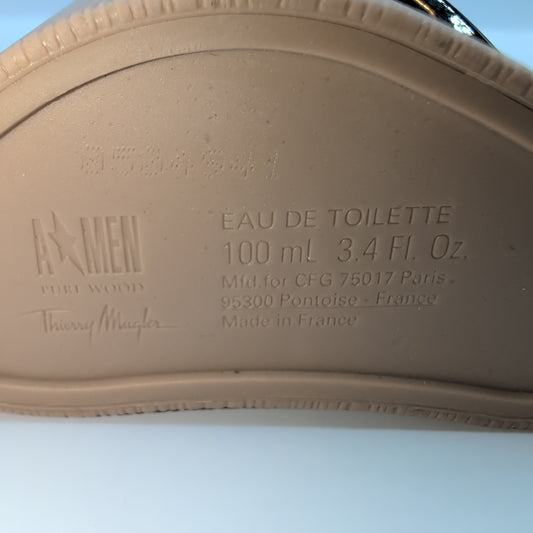 A★MEN
PURE WOOD
Thierry Mugler
EAU DE TOILETTE
100 mL 3.4 Fl. Oz.
Mfd.for CFG 75017 Paris
95300 Pontoise - France
Made in France